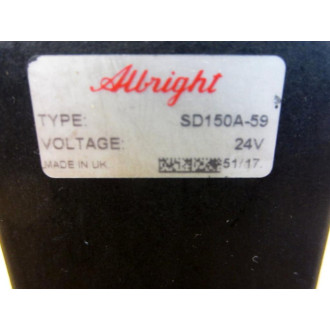 Albright
TYPE: SD150A-59
VOLTAGE: 24V
MADE IN UK. 51/17.